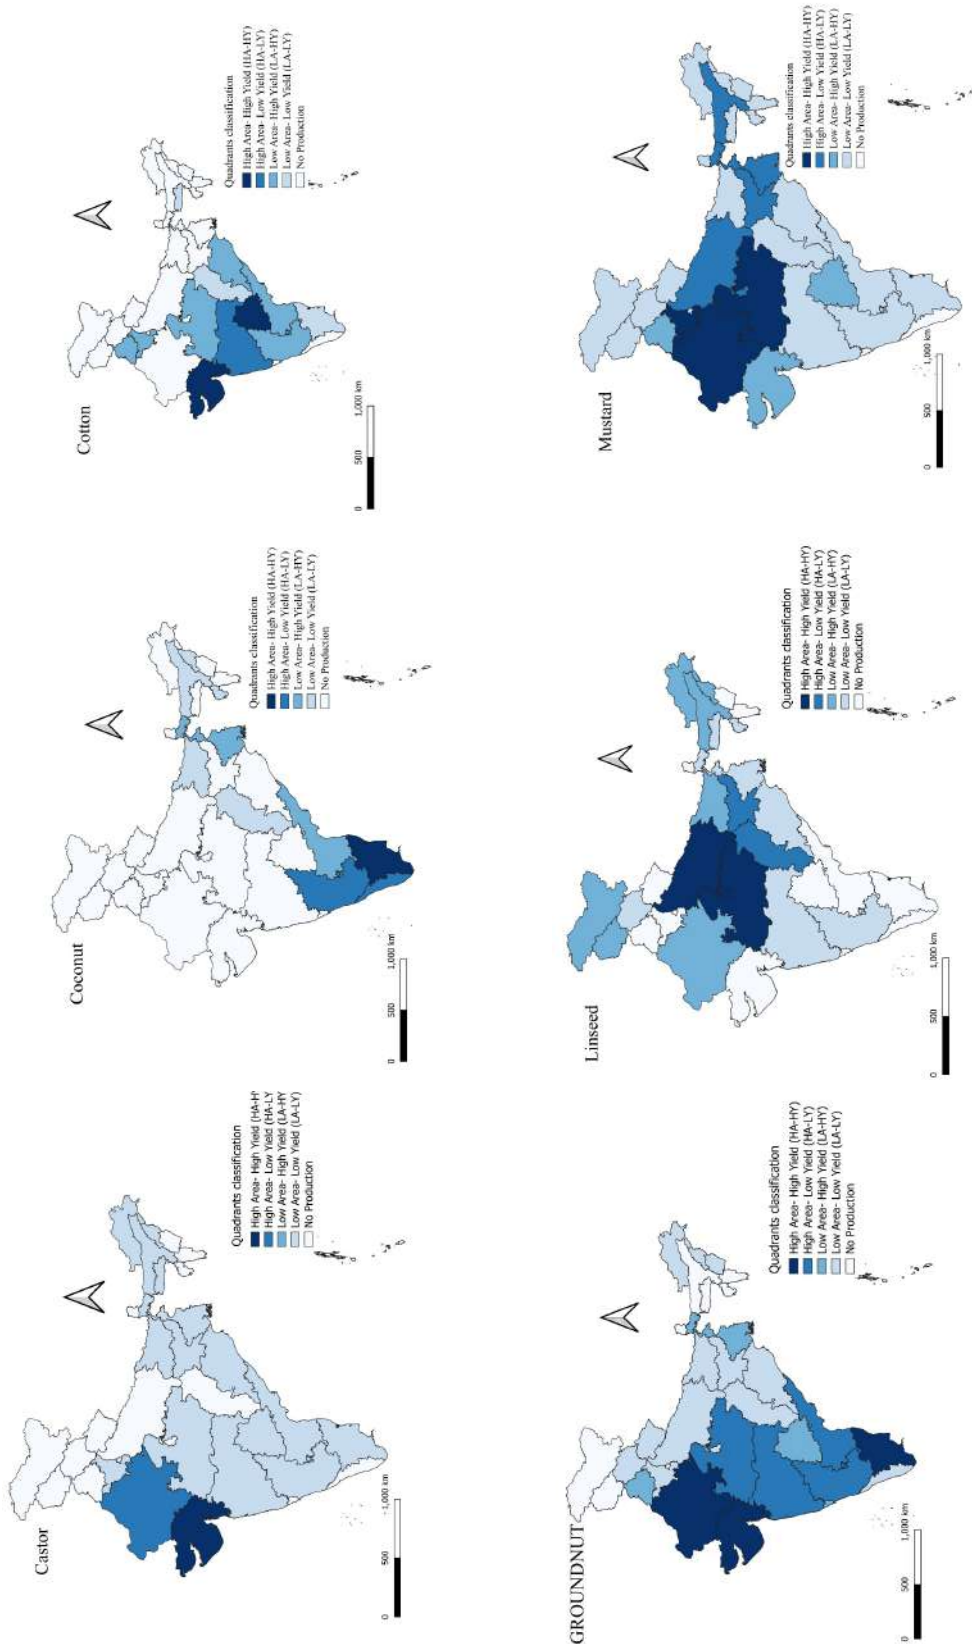 Castor
Quadrants classification
High Area- High Yield (HA-H
High Area- Low Yield (HA-LY
Low Area- High Yield (LA-HY
Low Area- Low Yield (LA-LY)
No Production
0 500 1,000 km
Coconut
Quadrants classification
High Area- High Yield (HA-HY)
High Area- Low Yield (HA-LY)
Low Area- High Yield (LA-HY)
Low Area- Low Yield (LA-LY)
No Production
0 500 1,000 km
Cotton
Quadrants classification
High Area- High Yield (HA-HY)
High Area- Low Yield (HA-LY)
Low Area- High Yield (LA-HY)
Low Area- Low Yield (LA-LY)
No Production
0 500 1,000 km
GROUNDNUT
Quadrants classification
High Area- High Yield (HA-HY)
High Area- Low Yield (HA-LY)
Low Area- High Yield (LA-HY)
Low Area- Low Yield (LA-LY)
No Production
0 500 1,000 km
Linseed
Quadrants classification
High Area- High Yield (HA-HY)
High Area- Low Yield (HA-LY)
Low Area- High Yield (LA-HY)
Low Area- Low Yield (LA-LY)
No Production
0 500 1,000 km
Mustard
Quadrants classification
High Area- High Yield (HA-HY)
High Area- Low Yield (HA-LY)
Low Area- High Yield (LA-HY)
Low Area- Low Yield (LA-LY)
No Production
0 500 1,000 km